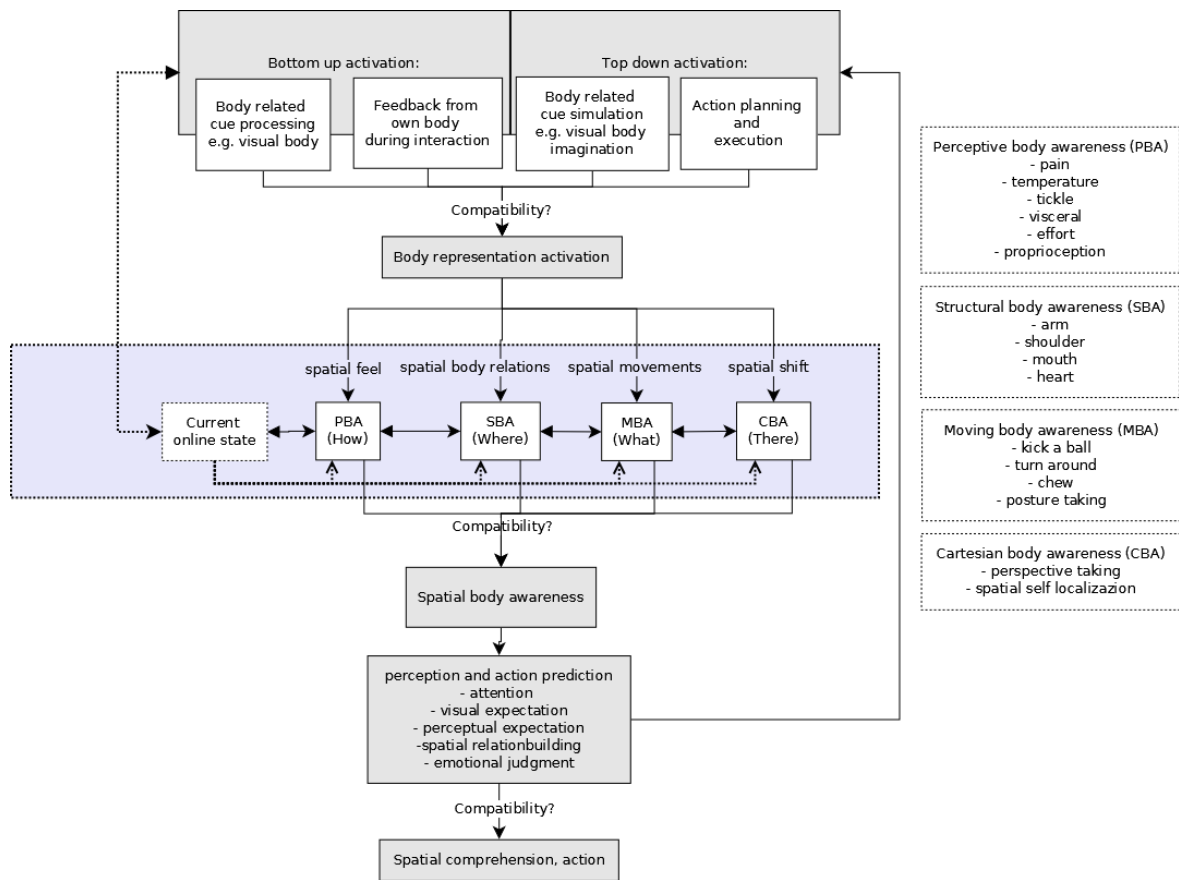 Bottom up activation:
Top down activation:
Body related
cue processing
e.g. visual body
Feedback from
own body
during interaction
Body related
cue simulation
e.g. visual body
imagination
Action planning
and
execution
Compatibility?
Body representation activation
spatial feel
spatial body relations
spatial movements
spatial shift
Current
online state
PBA
(How)
SBA
(Where)
MBA
(What)
CBA
(There)
Compatibility?
Spatial body awareness
perception and action prediction
- attention
- visual expectation
- perceptual expectation
-spatial relationbuilding
- emotional judgment
Compatibility?
Spatial comprehension, action
Perceptive body awareness (PBA)
- pain
- temperature
- tickle
- visceral
- effort
- proprioception
Structural body awareness (SBA)
- arm
- shoulder
- mouth
- heart
Moving body awareness (MBA)
- kick a ball
- turn around
- chew
- posture taking
Cartesian body awareness (CBA)
- perspective taking
- spatial self localizazion